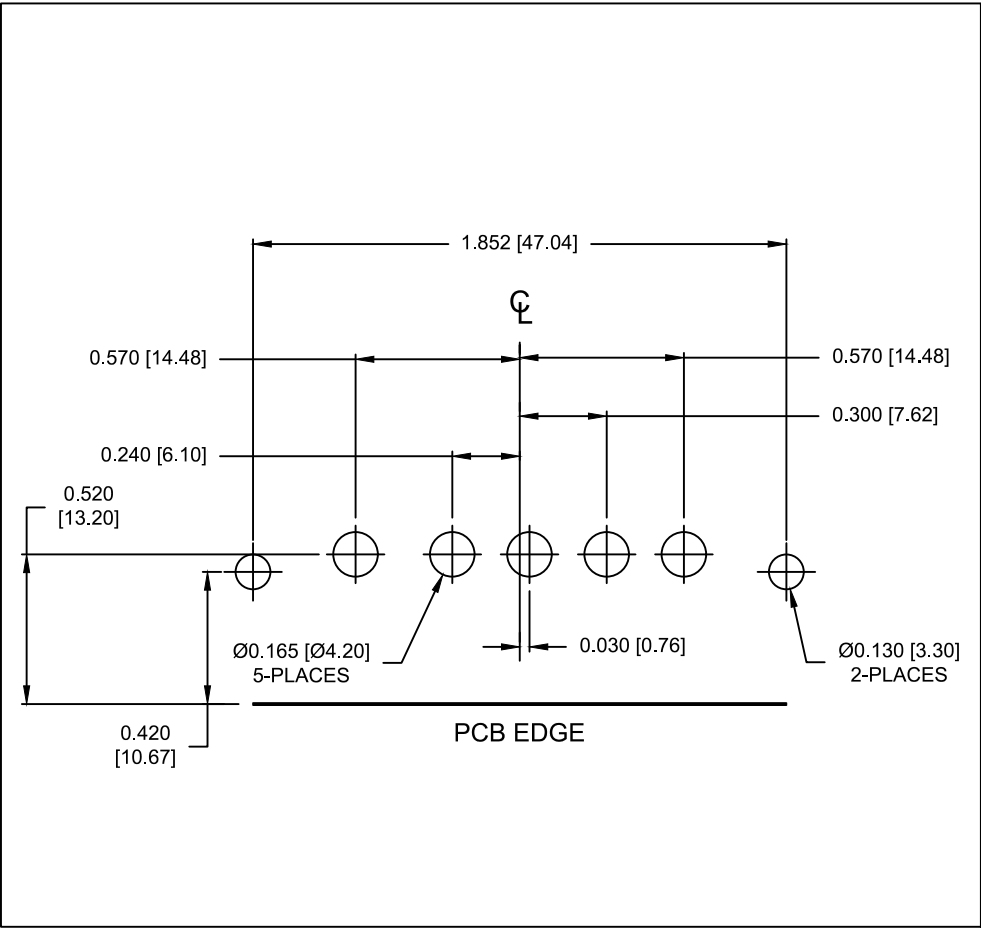 1.852 [47.04]
℄
0.570 [14.48]
0.570 [14.48]
0.300 [7.62]
0.240 [6.10]
0.520
[13.20]
Ø0.165 [Ø4.20]
5-PLACES
0.030 [0.76]
Ø0.130 [3.30]
2-PLACES
0.420
[10.67]
PCB EDGE